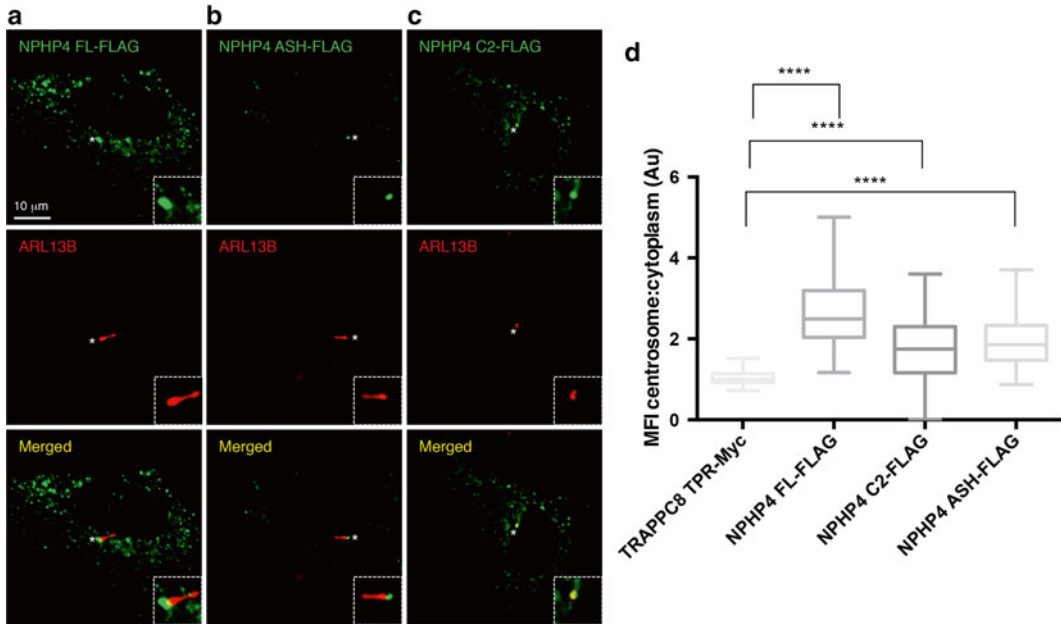 a
NPHP4 FL-FLAG
*
10 μm
ARL13B
*
Merged
*
b
NPHP4 ASH-FLAG
*
ARL13B
*
Merged
*
c
NPHP4 C2-FLAG
*
ARL13B
*
Merged
*
d
****
****
****
MFI centrosome:cytoplasm (Au)
6
4
2
0
TRAPPC8 TPR-Myc
NPHP4 FL-FLAG
NPHP4 C2-FLAG
NPHP4 ASH-FLAG